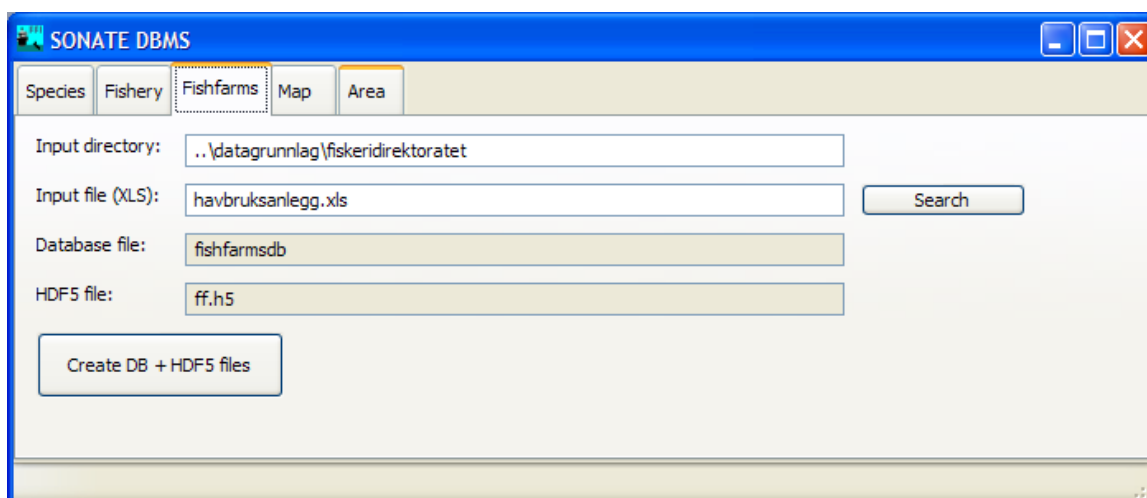 SONATE DBMS
Species Fishery Fishfarms Map Area
Input directory: ..\datagrunnlag\fiskeridirektoratet
Input file (XLS): havbruksanlegg.xls Search
Database file: fishfarmsdb
HDF5 file: ff.h5
Create DB + HDF5 files